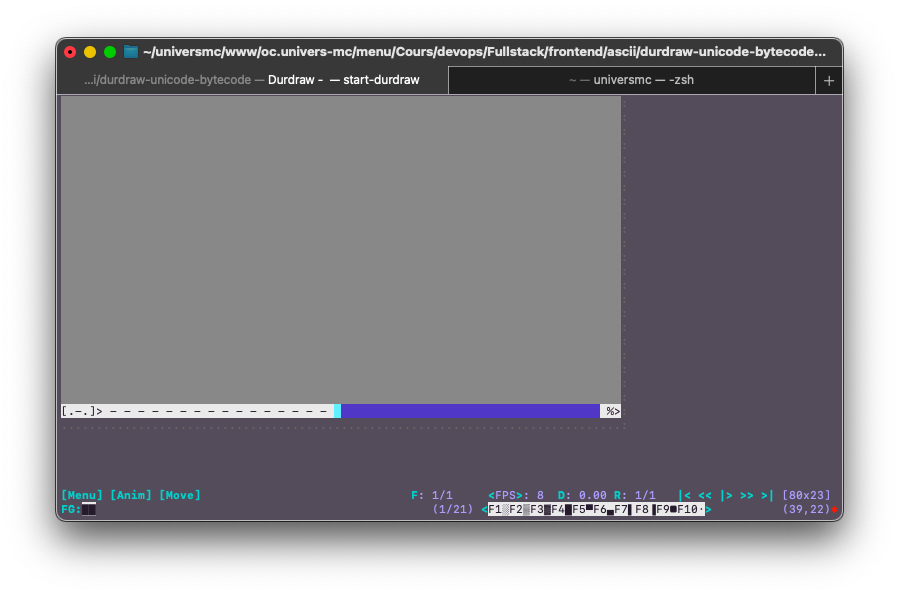 ~/universmc/www/oc.univers-mc/menu/Cours/devops/Fullstack/frontend/ascii/durdraw-unicode-bytecode...
...i/durdraw-unicode-bytecode — Durdraw - — start-durdraw
~ — universmc — -zsh
+
[.-.]> - - - - - - - - - - - - - - - - %>
[Menu] [Anim] [Move] F: 1/1 <FPS>: 8 D: 0.00 R: 1/1 |< << |> >> >| [80x23]
FG:██ (1/21) <F1░F2▒F3▓F4█F5▀F6▄F7▌F8▐F9■F10·> (39,22)